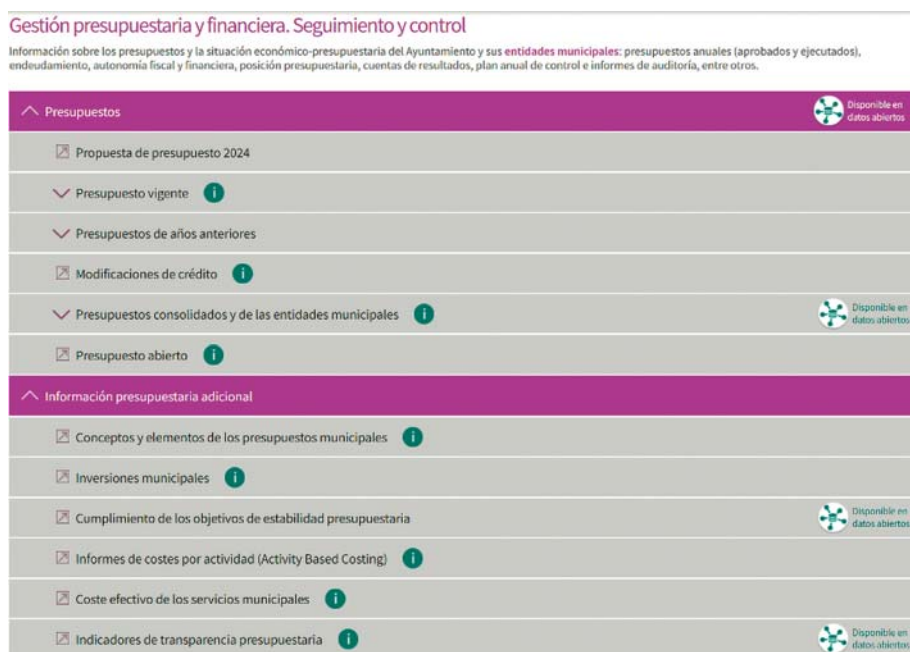 Gestión presupuestaria y financiera. Seguimiento y control
Información sobre los presupuestos y la situación económico-presupuestaria del Ayuntamiento y sus entidades municipales: presupuestos anuales (aprobados y ejecutados),
endeudamiento, autonomía fiscal y financiera, posición presupuestaria, cuentas de resultados, plan anual de control e informes de auditoría, entre otros.
Presupuestos
Disponible en
datos abiertos
Propuesta de presupuesto 2024
Presupuesto vigente i
Presupuestos de años anteriores
Modificaciones de crédito i
Presupuestos consolidados y de las entidades municipales i
Disponible en
datos abiertos
Presupuesto abierto i
Información presupuestaria adicional
Conceptos y elementos de los presupuestos municipales i
Inversiones municipales i
Cumplimiento de los objetivos de estabilidad presupuestaria
Disponible en
datos abiertos
Informes de costes por actividad (Activity Based Costing) i
Coste efectivo de los servicios municipales i
Indicadores de transparencia presupuestaria i
Disponible en
datos abiertos